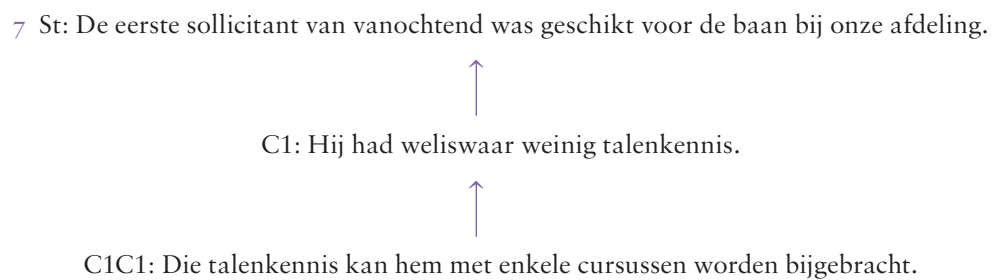 7 St: De eerste sollicitant van vanochtend was geschikt voor de baan bij onze afdeling.
C1: Hij had weliswaar weinig talenkennis.
C1C1: Die talenkennis kan hem met enkele cursussen worden bijgebracht.